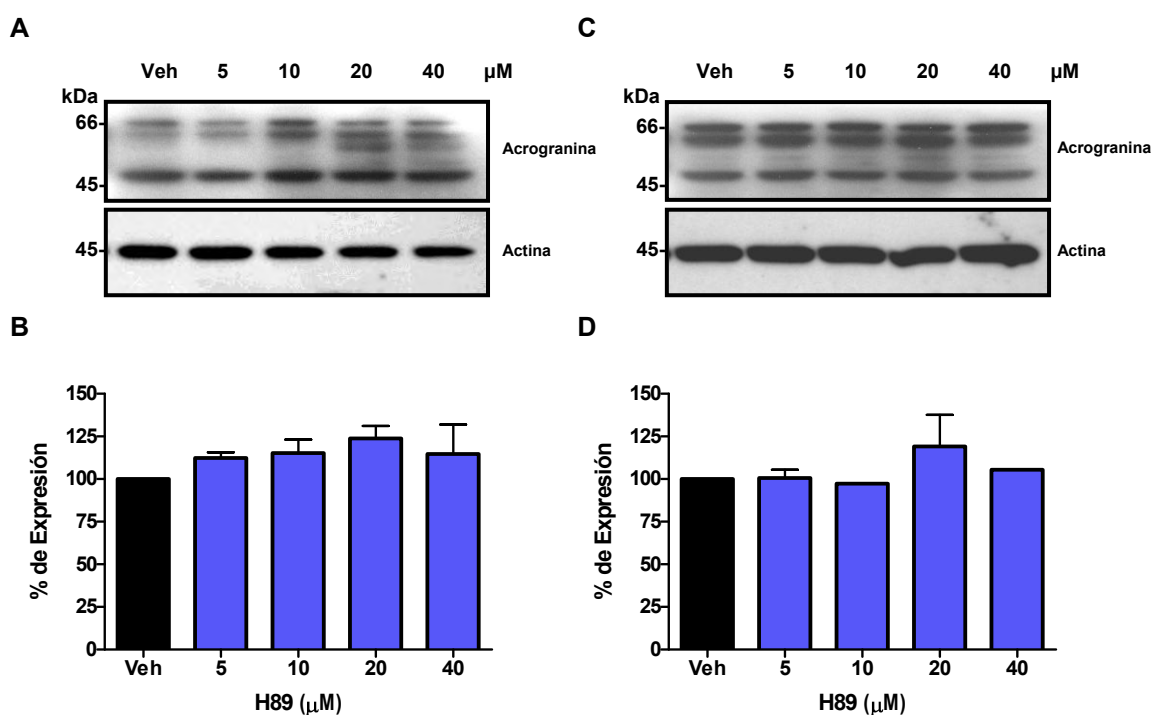 A
Veh 5 10 20 40 µM
kDa
66
Acrogranina
45
45
Actina
B
150
125
100
75
50
25
0
% de Expresión
Veh 5 10 20 40
H89 (µM)
C
Veh 5 10 20 40 µM
kDa
66
Acrogranina
45
45
Actina
D
150
125
100
75
50
25
0
% de Expresión
Veh 5 10 20 40
H89 (µM)